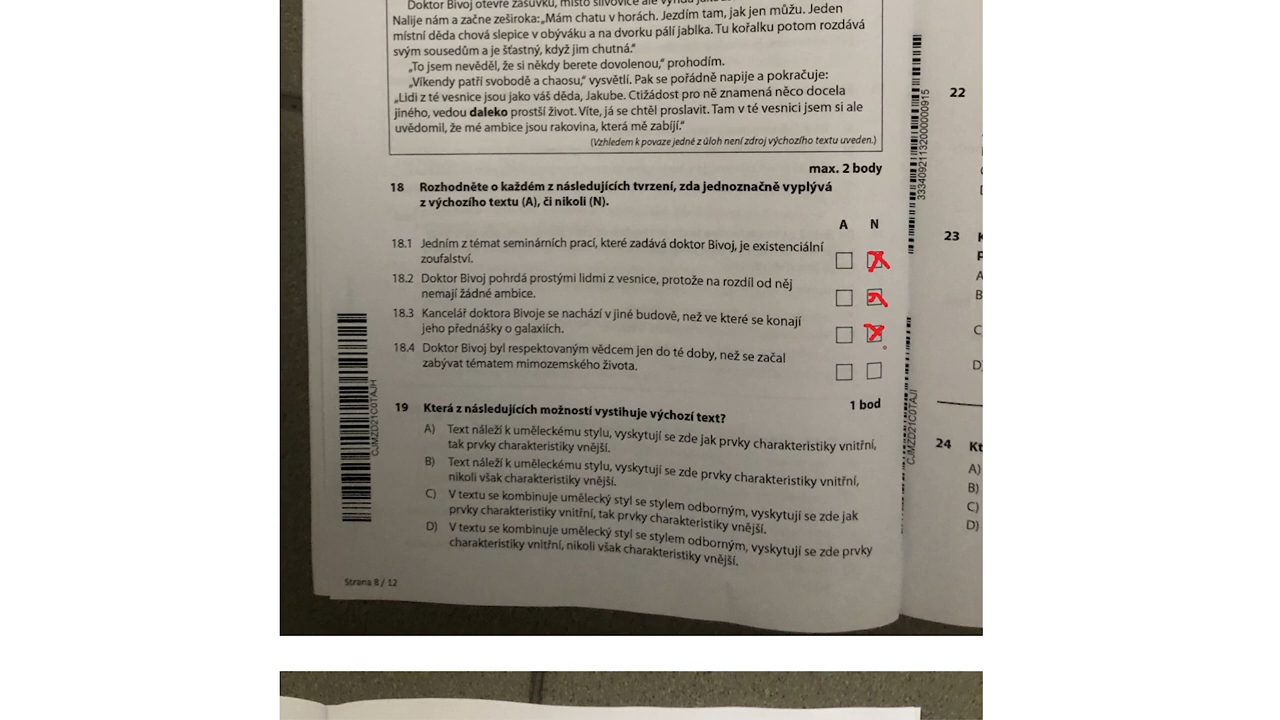 Doktor Bivoj otevře zásuvku, místo slivovice ale
Nalije nám a začne zeširoka: „Mám chatu v horách. Jezdím tam, jak jen můžu. Jeden
místní děda chová slepice v obýváku a na dvorku pálí jablka. Tu kořalku potom rozdává
svým sousedům a je šťastný, když jim chutná.“
„To jsem nevěděl, že si někdy berete dovolenou,“ prohodím.
„Víkendy patří svobodě a chaosu,“ vysvětlí. Pak se pořádně napije a pokračuje:
„Lidi z té vesnice jsou jako váš děda, Jakube. Ctižádost pro ně znamená něco docela
jiného, vedou daleko prostší život. Víte, já se chtěl proslavit. Tam v té vesnici jsem si ale
uvědomil, že mé ambice jsou rakovina, která mě zabíjí.“
(Vzhledem k povaze jedné z úloh není zdroj výchozího textu uveden.)
max. 2 body
18 Rozhodněte o každém z následujících tvrzení, zda jednoznačně vyplývá
z výchozího textu (A), či nikoli (N).
A N
18.1 Jedním z témat seminárních prací, které zadává doktor Bivoj, je existenciální
zoufalství.
18.2 Doktor Bivoj pohrdá prostými lidmi z vesnice, protože na rozdíl od něj
nemají žádné ambice.
18.3 Kancelář doktora Bivoje se nachází v jiné budově, než ve které se konají
jeho přednášky o galaxiích.
18.4 Doktor Bivoj byl respektovaným vědcem jen do té doby, než se začal
zabývat tématem mimozemského života.
1 bod
19 Která z následujících možností vystihuje výchozí text?
A) Text náleží k uměleckému stylu, vyskytují se zde jak prvky charakteristiky vnitřní,
tak prvky charakteristiky vnější.
B) Text náleží k uměleckému stylu, vyskytují se zde prvky charakteristiky vnitřní,
nikoli však charakteristiky vnější.
C) V textu se kombinuje umělecký styl se stylem odborným, vyskytují se zde jak
prvky charakteristiky vnitřní, tak prvky charakteristiky vnější.
D) V textu se kombinuje umělecký styl se stylem odborným, vyskytují se zde prvky
charakteristiky vnitřní, nikoli však charakteristiky vnější.
Strana 8 / 12
CJMZD21C0TAJH
3334092113200000000915
CJMZD21C0TAJI
22
23
A)
B)
C)
D)
24 Kt
A)
B)
C)
D)